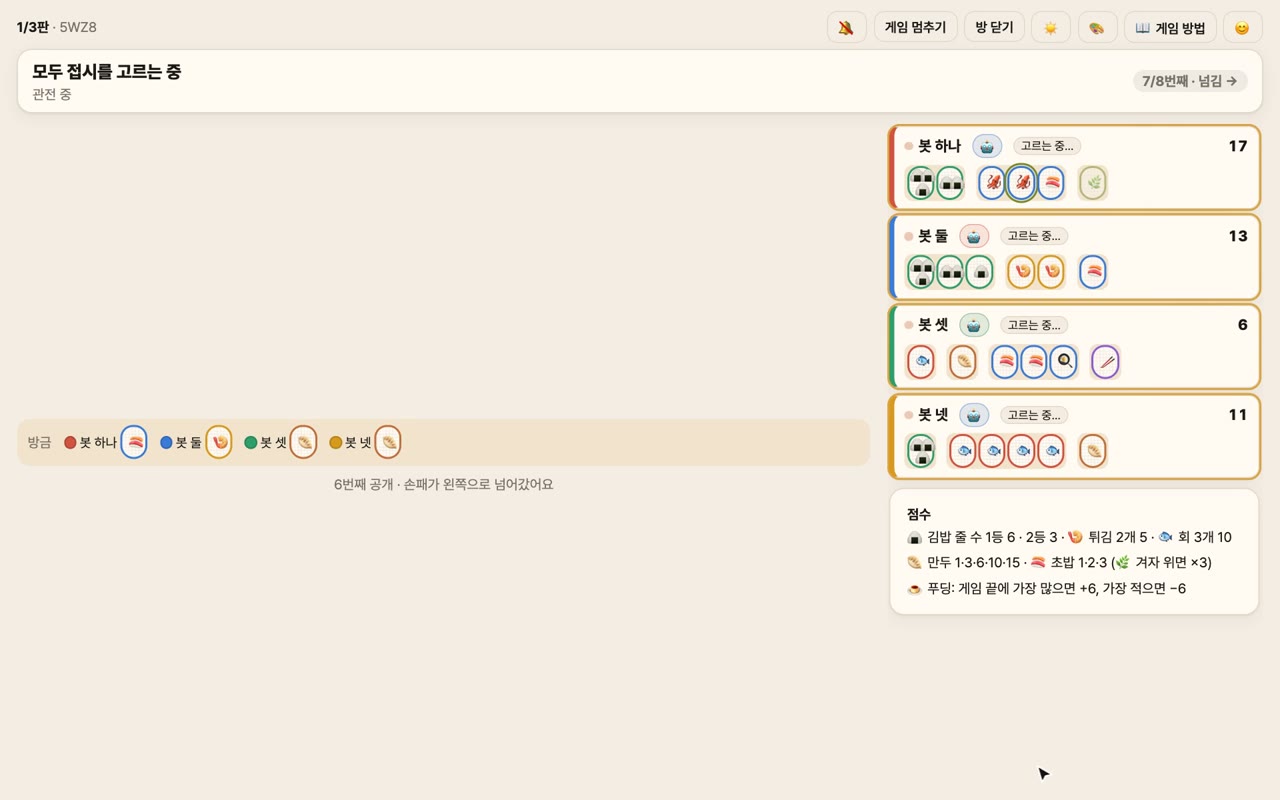 1/3판 · 5WZ8
게임 멈추기
방 닫기
게임 방법
모두 접시를 고르는 중
관전 중
7/8번째 · 넘김 →
봇 하나 고르는 중... 17
봇 둘 고르는 중... 13
봇 셋 고르는 중... 6
봇 넷 고르는 중... 11
방금 봇 하나 봇 둘 봇 셋 봇 넷
6번째 공개 · 손패가 왼쪽으로 넘어갔어요
점수
김밥 줄 수 1등 6 · 2등 3 · 튀김 2개 5 · 회 3개 10
만두 1·3·6·10·15 · 초밥 1·2·3 (겨자 위면 ×3)
푸딩: 게임 끝에 가장 많으면 +6, 가장 적으면 −6